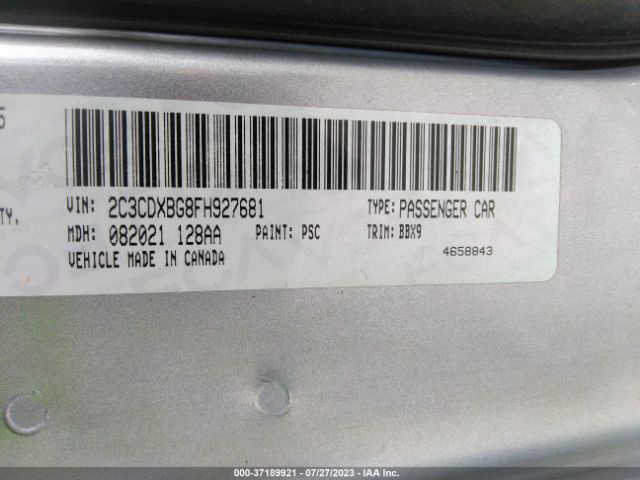 VIN: 2C3CDXBG8FH927681 TYPE: PASSENGER CAR
TY,
MDH: 082021 128AA PAINT: PSC TRIM: BBX9
VEHICLE MADE IN CANADA 4658843
000-37189921 - 07/27/2023 - IAA Inc.